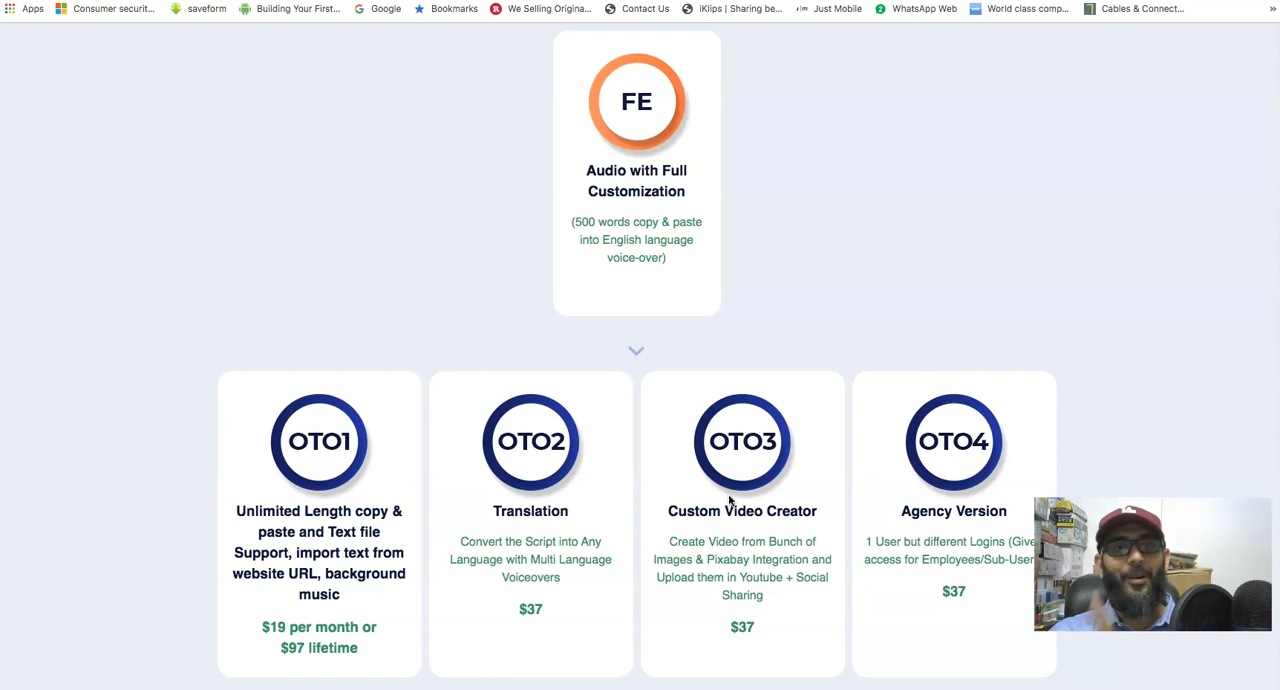 Apps Consumer securit... saveform Building Your First... Google Bookmarks We Selling Origina... Contact Us iKlips | Sharing be... Just Mobile 2 WhatsApp Web World class comp... Cables & Connect... »
FE
Audio with Full
Customization
(500 words copy & paste
into English language
voice-over)
OTO1
Unlimited Length copy &
paste and Text file
Support, import text from
website URL, background
music
$19 per month or
$97 lifetime
OTO2
Translation
Convert the Script into Any
Language with Multi Language
Voiceovers
$37
OTO3
Custom Video Creator
Create Video from Bunch of
Images & Pixabay Integration and
Upload them in Youtube + Social
Sharing
$37
OTO4
Agency Version
1 User but different Logins (Give
access for Employees/Sub-User
$37